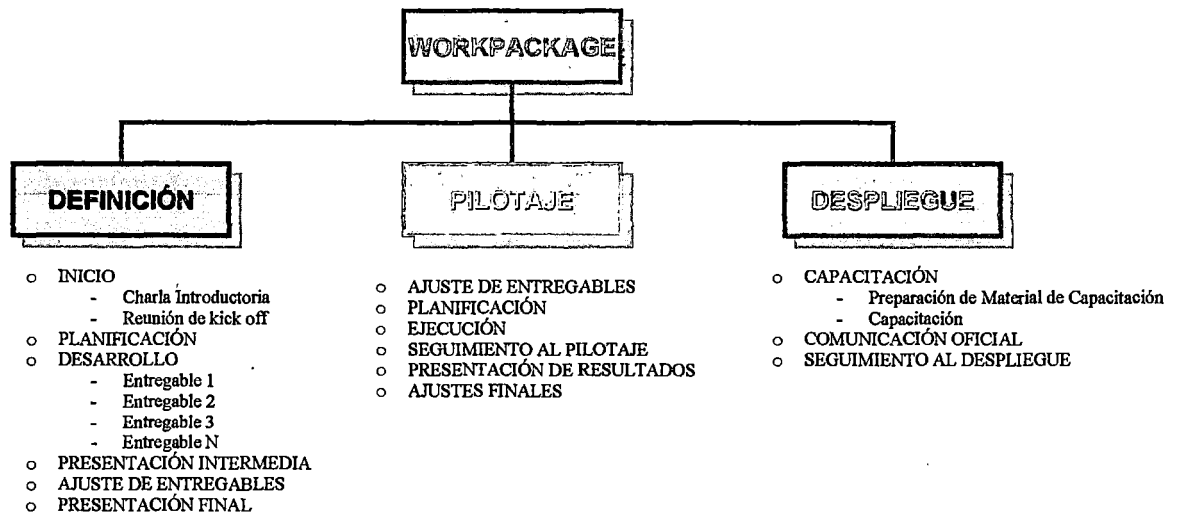 WORKPACKAGE
DEFINICIÓN
o INICIO
- Charla Introductoria
- Reunión de kick off
o PLANIFICACIÓN
o DESARROLLO
- Entregable 1
- Entregable 2
- Entregable 3
- Entregable N
o PRESENTACIÓN INTERMEDIA
o AJUSTE DE ENTREGABLES
o PRESENTACIÓN FINAL
PILOTAJE
o AJUSTE DE ENTREGABLES
o PLANIFICACIÓN
o EJECUCIÓN
o SEGUIMIENTO AL PILOTAJE
o PRESENTACIÓN DE RESULTADOS
o AJUSTES FINALES
DESPLIEGUE
o CAPACITACIÓN
- Preparación de Material de Capacitación
- Capacitación
o COMUNICACIÓN OFICIAL
o SEGUIMIENTO AL DESPLIEGUE